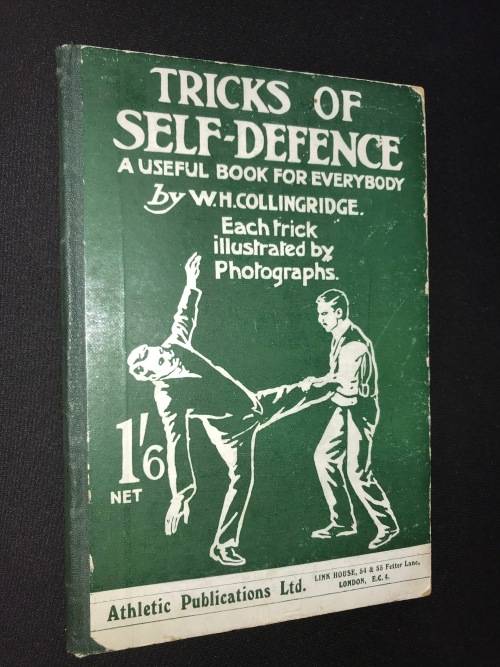 TRICKS OF
SELF-DEFENCE
A USEFUL BOOK FOR EVERYBODY
by W.H.COLLINGRIDGE.
Each trick
illustrated by
Photographs.
1'6
NET
Athletic Publications Ltd.
LINK HOUSE, 54 & 55 Fetter Lane,
LONDON, E.C. 4.